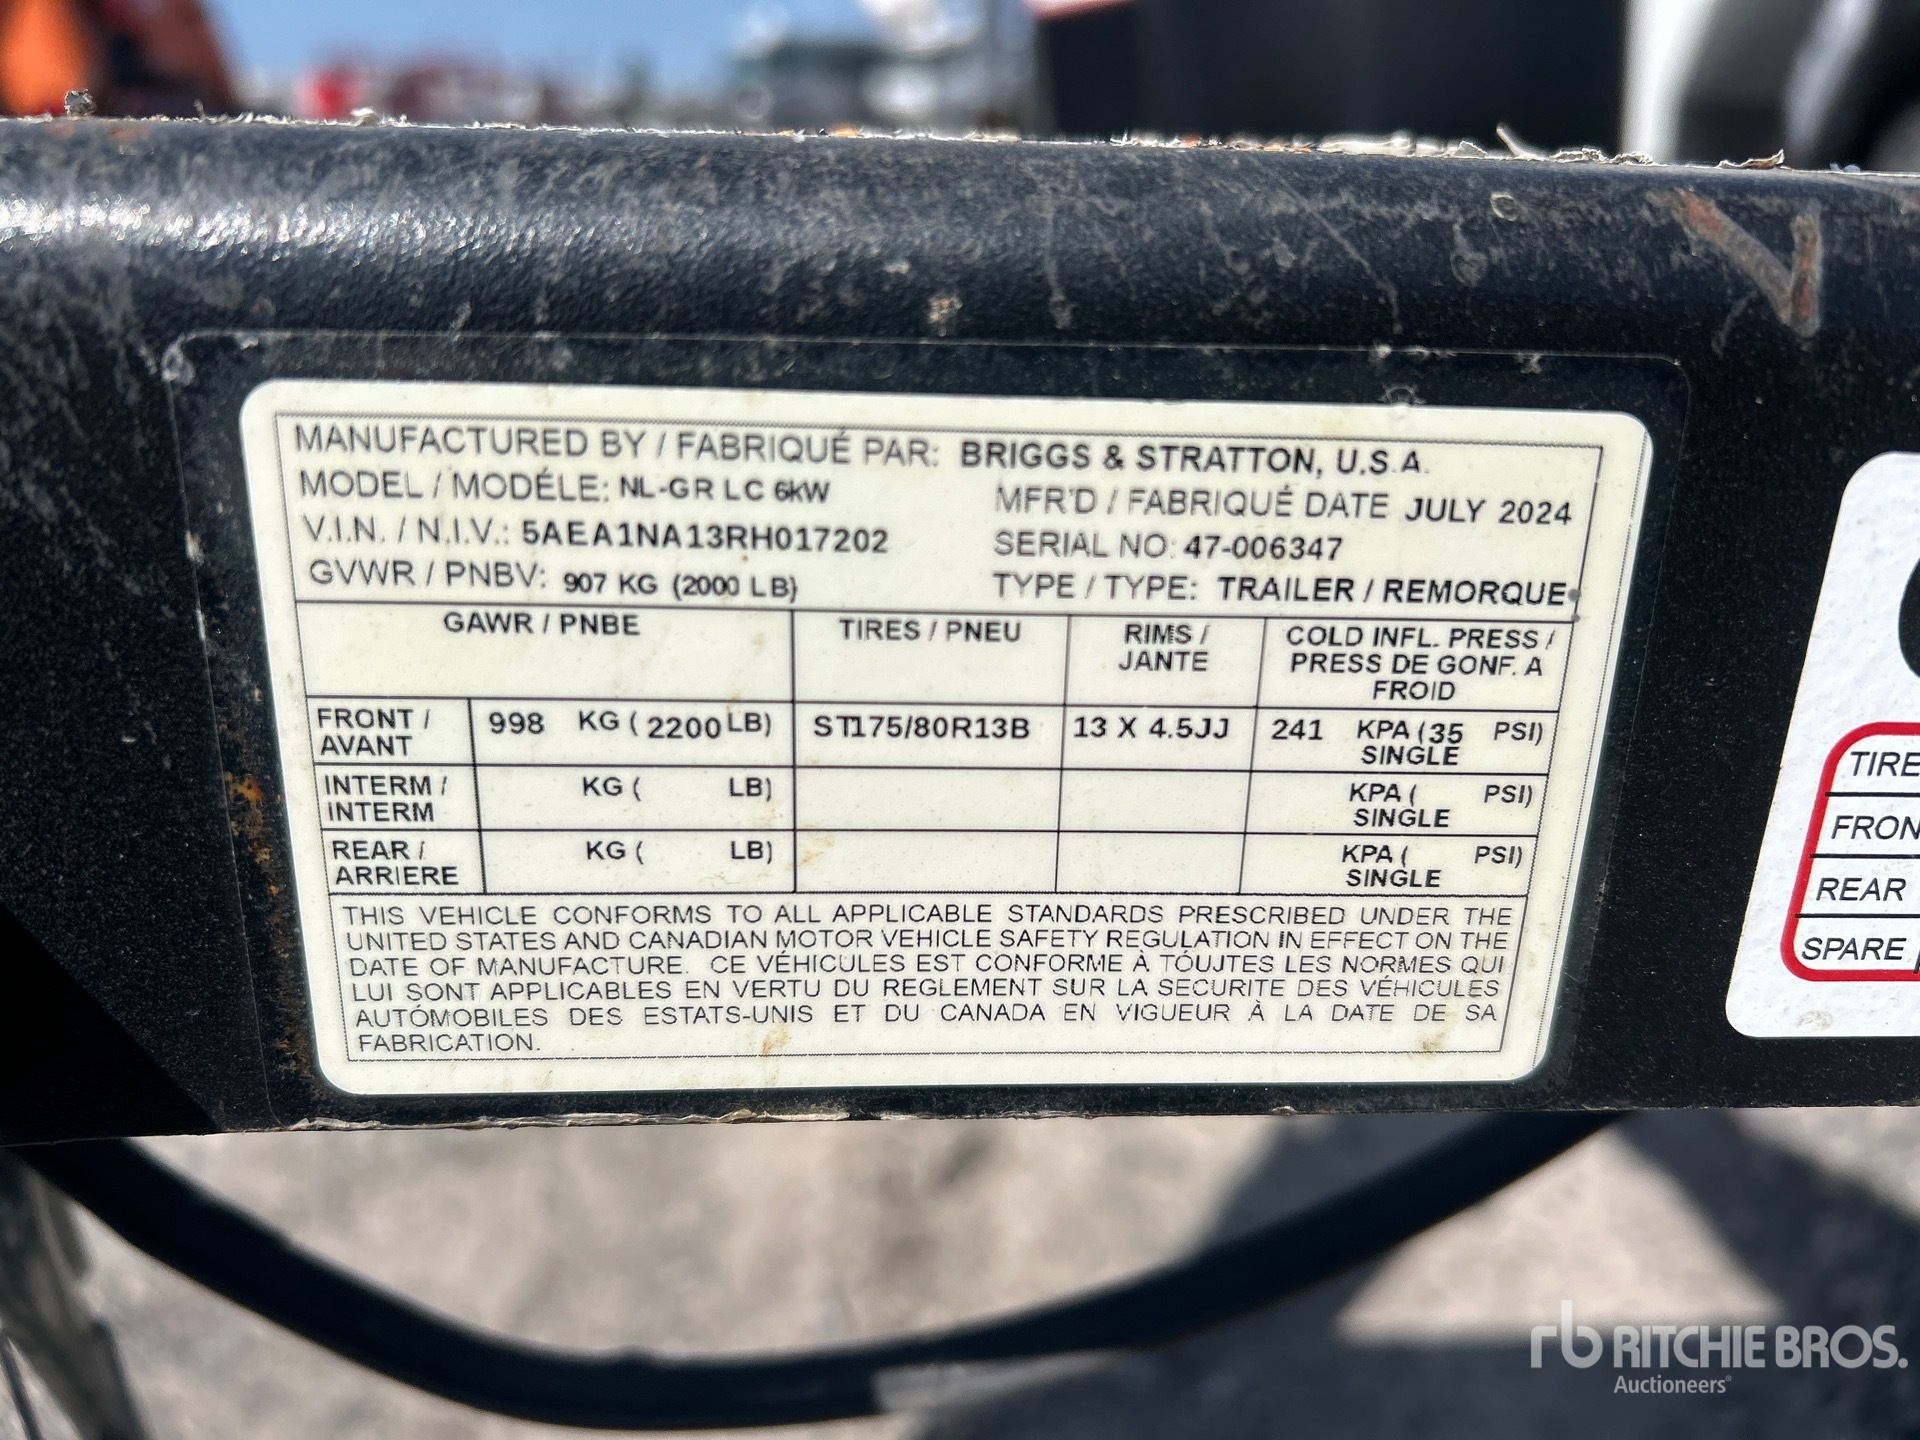 MANUFACTURED BY / FABRIQUÉ PAR: BRIGGS & STRATTON, U.S.A.
MODEL / MODÉLE: NL-GR LC 6kW
MFR'D / FABRIQUÉ DATE JULY 2024
V.I.N. / N.I.V.: 5AEA1NA13RH017202
SERIAL NO: 47-006347
GVWR / PNBV: 907 KG (2000 LB)
TYPE / TYPE: TRAILER / REMORQUE
GAWR / PNBE
TIRES / PNEU
RIMS /
JANTE
COLD INFL. PRESS /
PRESS DE GONF. A
FROID
FRONT /
AVANT
998 KG ( 2200 LB)
ST175/80R13B
13 X 4.5JJ
241 KPA (35 PSI)
SINGLE
INTERM /
INTERM
KG ( LB)
KPA ( PSI)
SINGLE
REAR /
ARRIERE
KG ( LB)
KPA ( PSI)
SINGLE
THIS VEHICLE CONFORMS TO ALL APPLICABLE STANDARDS PRESCRIBED UNDER THE
UNITED STATES AND CANADIAN MOTOR VEHICLE SAFETY REGULATION IN EFFECT ON THE
DATE OF MANUFACTURE. CE VÉHICULES EST CONFORME À TÓUJTES LES NORMES QUI
LUI SONT APPLICABLES EN VERTU DU REGLEMENT SUR LA SECURITE DES VÉHICULES
AUTÓMOBILES DES ESTATS-UNIS ET DU CANADA EN VIGUEUR À LA DATE DE SA
FABRICATION.
TIRE
FRON
REAR
SPARE
rb RITCHIE BROS.
Auctioneers